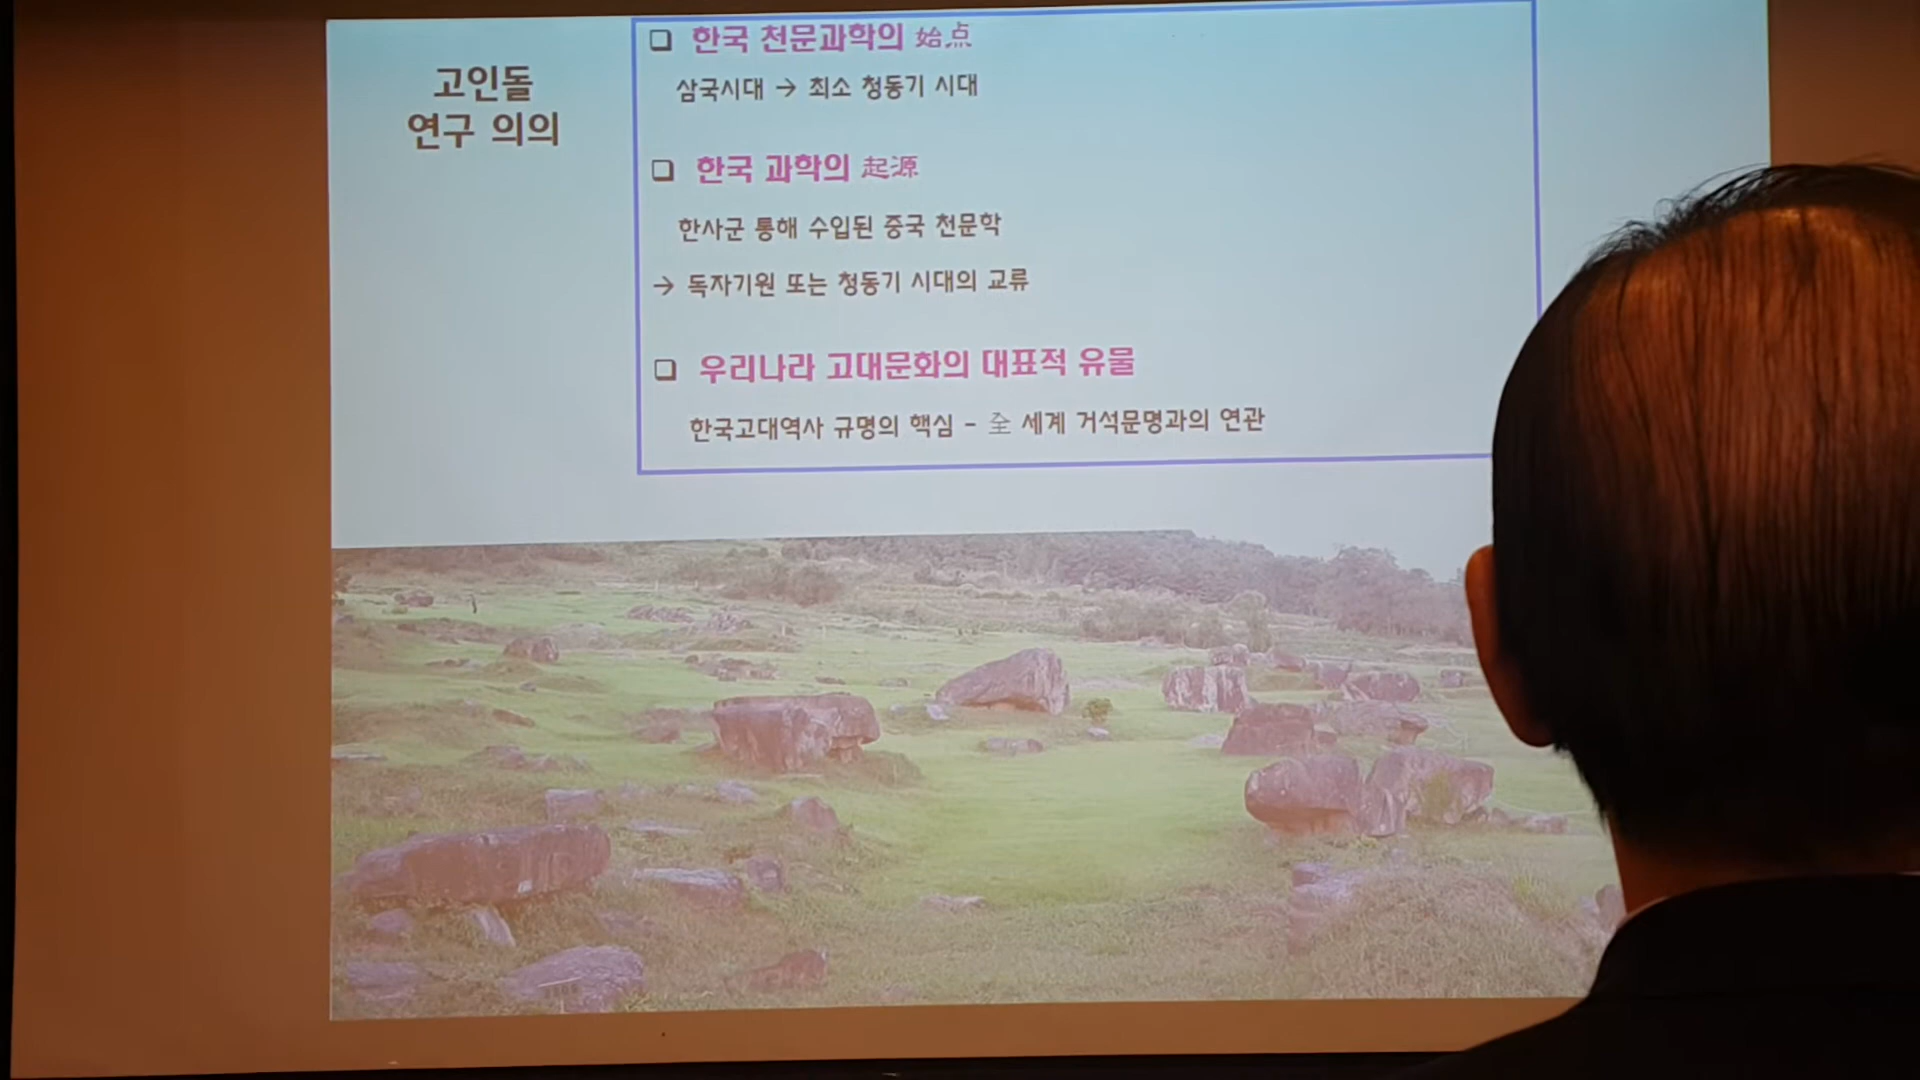 고인돌
연구 의의
❑ 한국 천문과학의 始点
삼국시대 → 최소 청동기 시대
❑ 한국 과학의 起源
한사군 통해 수입된 중국 천문학
→ 독자기원 또는 청동기 시대의 교류
❑ 우리나라 고대문화의 대표적 유물
한국고대역사 규명의 핵심 - 全 세계 거석문명과의 연관